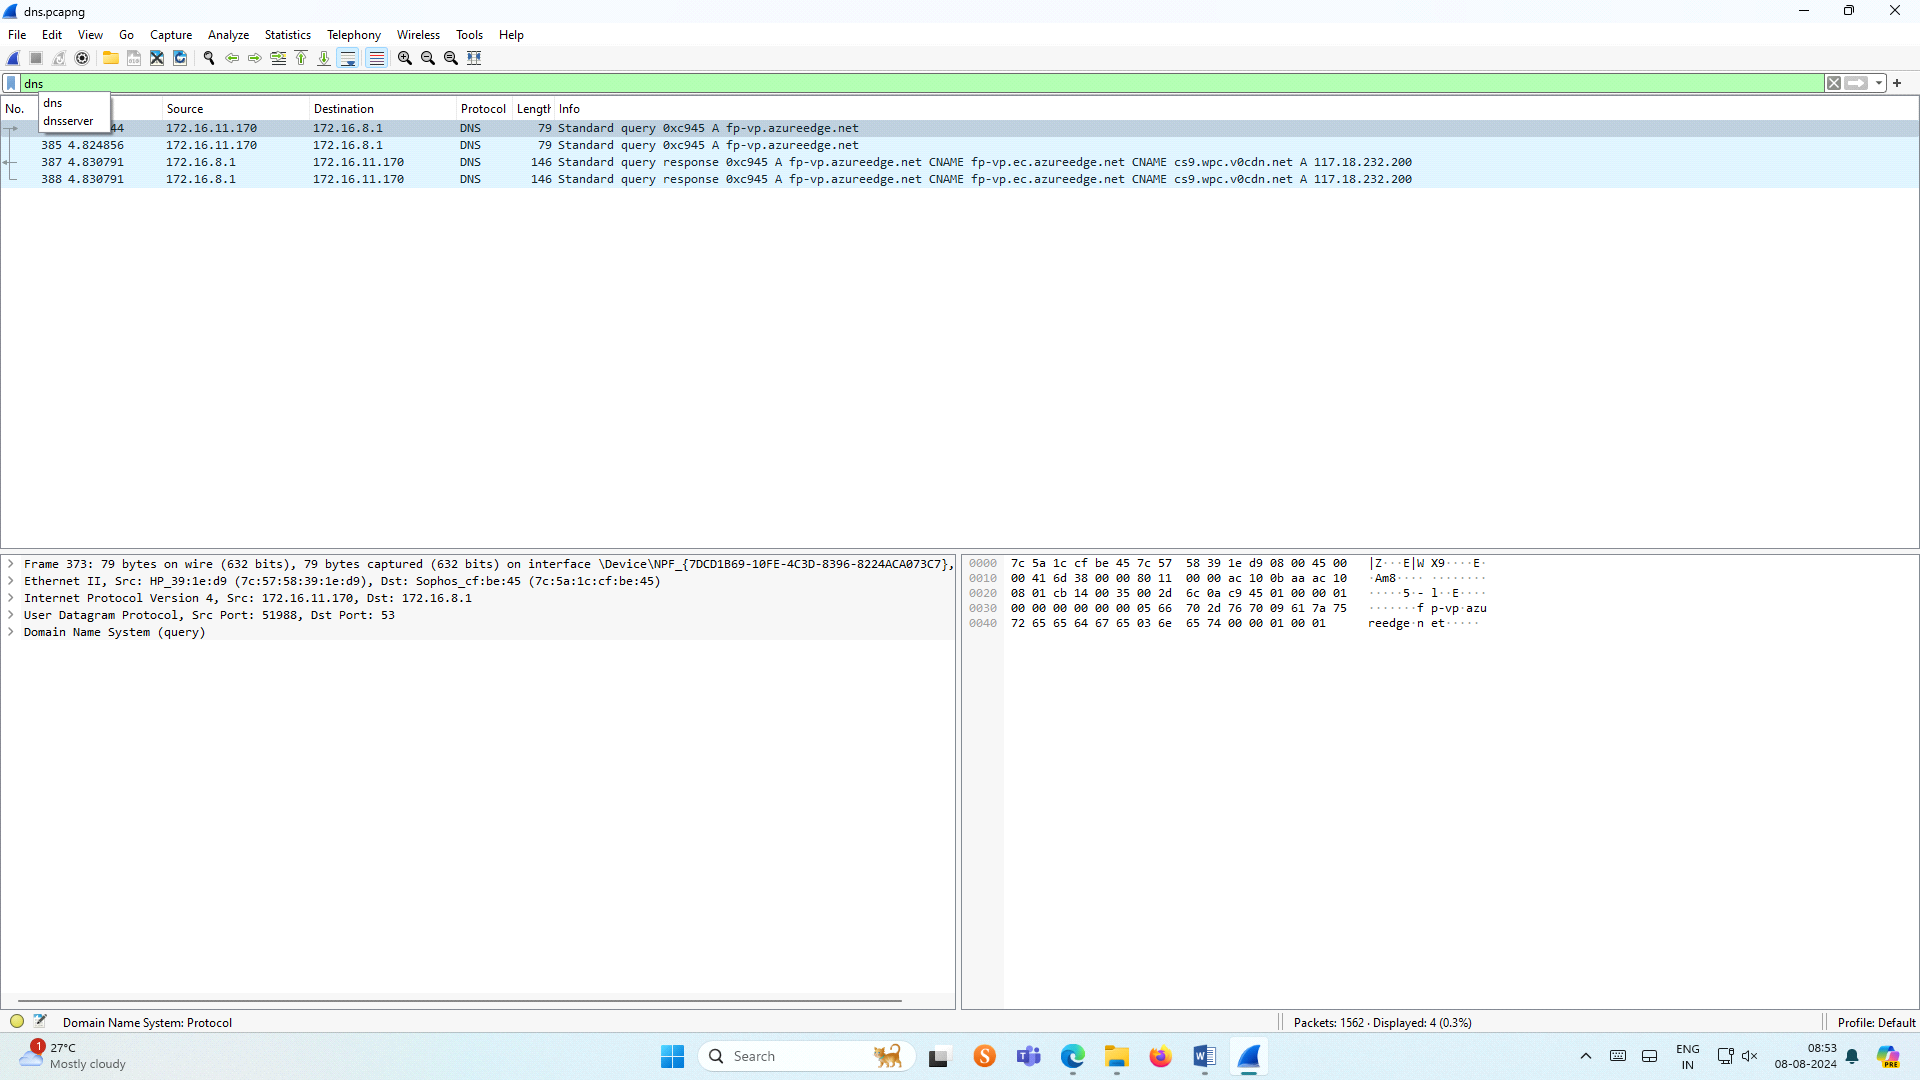 dns.pcapng
File Edit View Go Capture Analyze Statistics Telephony Wireless Tools Help
dns
dns
dnsserver
No. Source Destination Protocol Length Info
44 172.16.11.170 172.16.8.1 DNS 79 Standard query 0xc945 A fp-vp.azureedge.net
385 4.824856 172.16.11.170 172.16.8.1 DNS 79 Standard query 0xc945 A fp-vp.azureedge.net
387 4.830791 172.16.8.1 172.16.11.170 DNS 146 Standard query response 0xc945 A fp-vp.azureedge.net CNAME fp-vp.ec.azureedge.net CNAME cs9.wpc.v0cdn.net A 117.18.232.200
388 4.830791 172.16.8.1 172.16.11.170 DNS 146 Standard query response 0xc945 A fp-vp.azureedge.net CNAME fp-vp.ec.azureedge.net CNAME cs9.wpc.v0cdn.net A 117.18.232.200
Frame 373: 79 bytes on wire (632 bits), 79 bytes captured (632 bits) on interface \Device\NPF_{7DCD1B69-10FE-4C3D-8396-8224ACA073C7},
Ethernet II, Src: HP_39:1e:d9 (7c:57:58:39:1e:d9), Dst: Sophos_cf:be:45 (7c:5a:1c:cf:be:45)
Internet Protocol Version 4, Src: 172.16.11.170, Dst: 172.16.8.1
User Datagram Protocol, Src Port: 51988, Dst Port: 53
Domain Name System (query)
0000 7c 5a 1c cf be 45 7c 57 58 39 1e d9 08 00 45 00 |Z···E|W X9····E·
0010 00 41 6d 38 00 00 80 11 00 00 ac 10 0b aa ac 10 ·Am8···· ········
0020 08 01 cb 14 00 35 00 2d 6c 0a c9 45 01 00 00 01 ·····5·- l··E····
0030 00 00 00 00 00 00 05 66 70 2d 76 70 09 61 7a 75 ·······f p-vp·azu
0040 72 65 65 64 67 65 03 6e 65 74 00 00 01 00 01 reedge·n et·····
Domain Name System: Protocol
Packets: 1562 · Displayed: 4 (0.3%)
Profile: Default
1
27°C
Mostly cloudy
Search
ENG
IN
08:53
08-08-2024
PRE